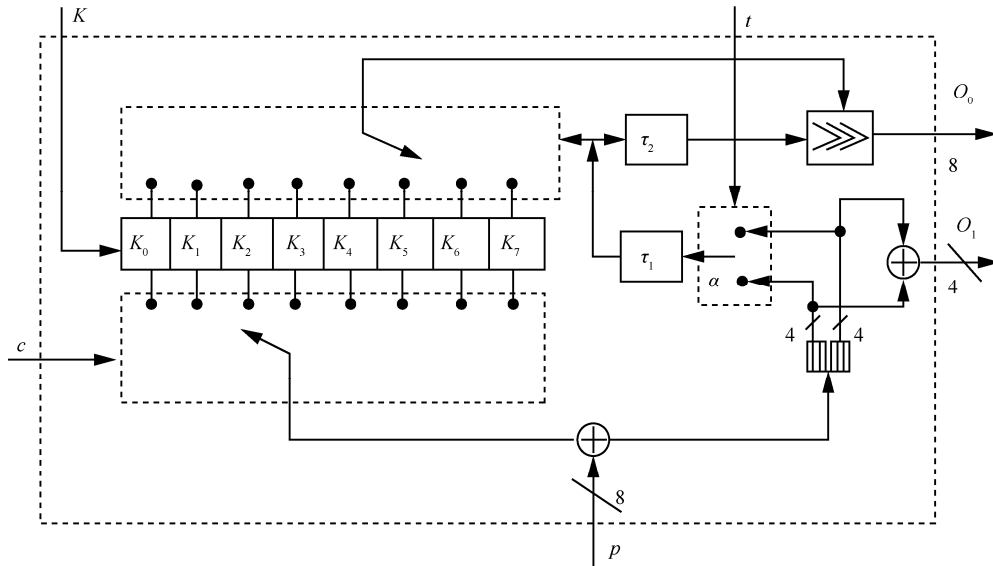 K
t
O₀
τ₂
8
K₀ K₁ K₂ K₃ K₄ K₅ K₆ K₇
O₁
τ₁
α
4
4 4
c
8
p